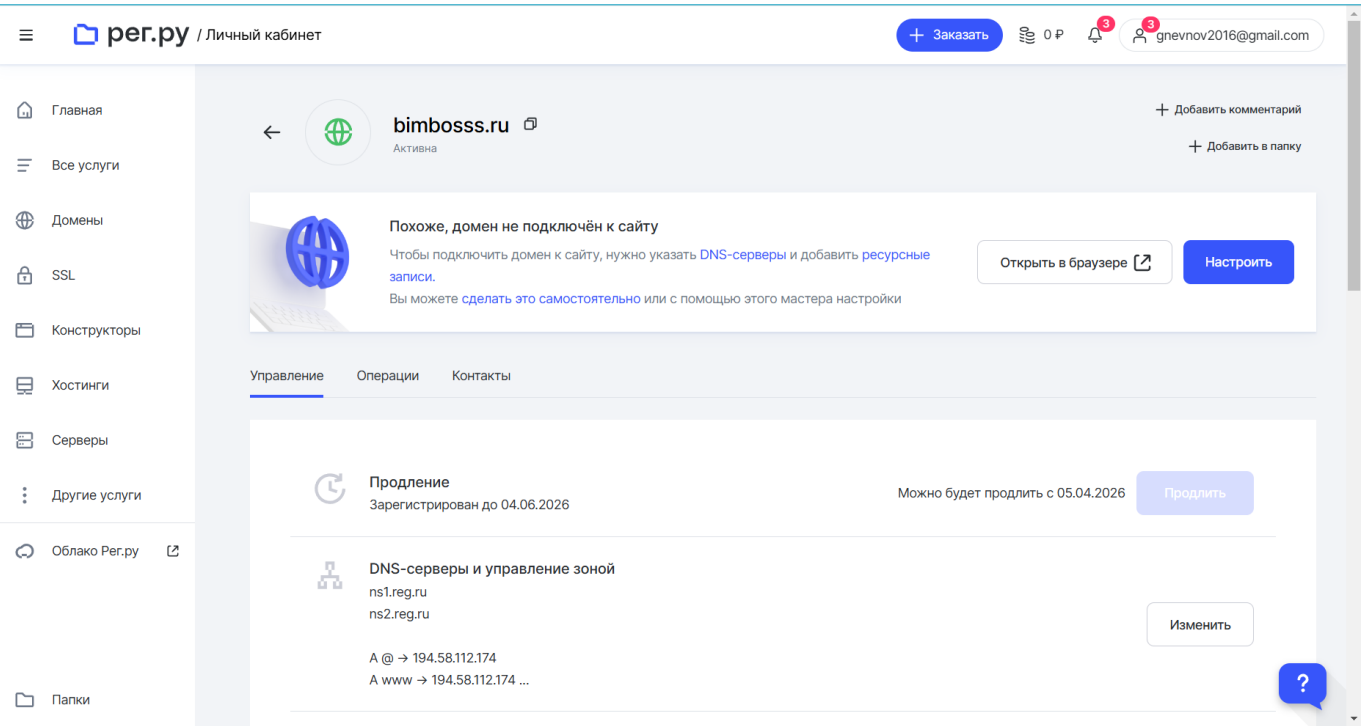 рег.ру / Личный кабинет
Заказать
0 ₽
3
3
gnevnov2016@gmail.com
Главная
Все услуги
Домены
SSL
Конструкторы
Хостинги
Серверы
Другие услуги
Облако Рег.ру
Папки
bimbosss.ru
Активна
Добавить комментарий
Добавить в папку
Похоже, домен не подключён к сайту
Чтобы подключить домен к сайту, нужно указать DNS-серверы и добавить ресурсные
записи.
Вы можете сделать это самостоятельно или с помощью этого мастера настройки
Открыть в браузере
Настроить
Управление
Операции
Контакты
Продление
Зарегистрирован до 04.06.2026
Можно будет продлить с 05.04.2026
Продлить
DNS-серверы и управление зоной
ns1.reg.ru
ns2.reg.ru
A @ → 194.58.112.174
A www → 194.58.112.174 ...
Изменить
?